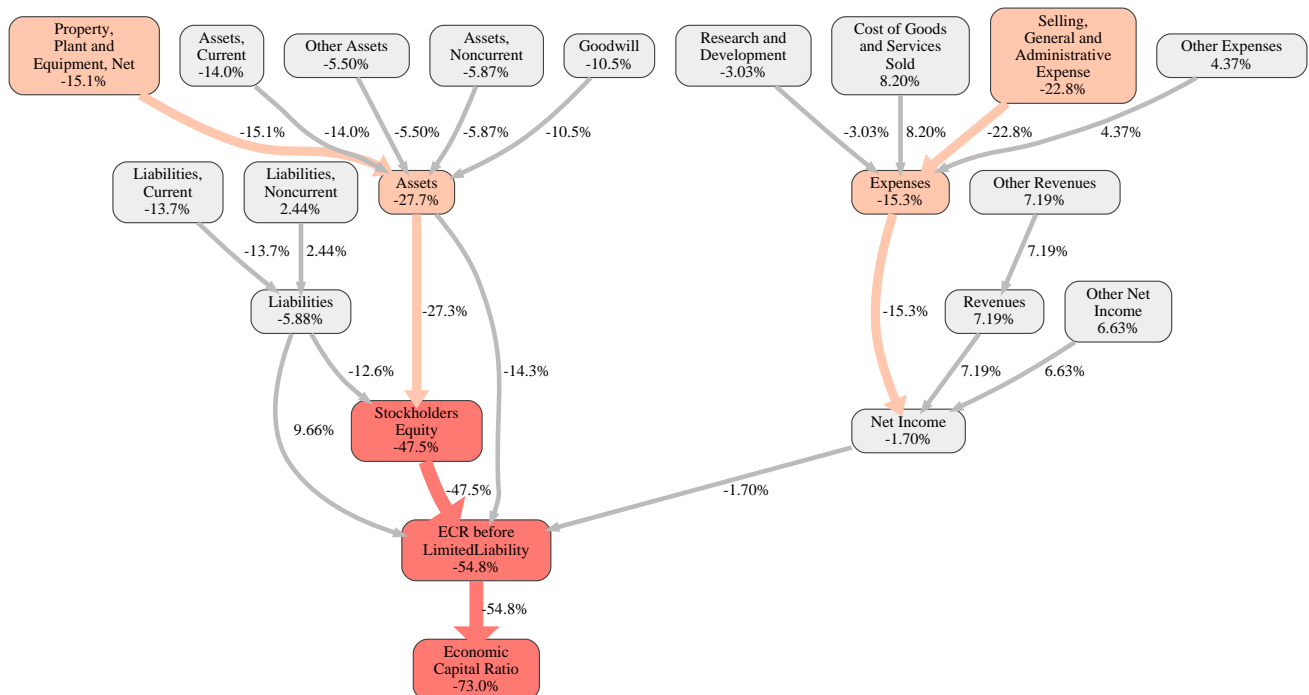 Property,
Plant and
Equipment, Net
-15.1%
Assets,
Current
-14.0%
Other Assets
-5.50%
Assets,
Noncurrent
-5.87%
Goodwill
-10.5%
Research and
Development
-3.03%
Cost of Goods
and Services
Sold
8.20%
Selling,
General and
Administrative
Expense
-22.8%
Other Expenses
4.37%
-15.1%
-14.0%
-5.50%
-5.87%
-10.5%
-3.03%
8.20%
-22.8%
4.37%
Liabilities,
Current
-13.7%
Liabilities,
Noncurrent
2.44%
Assets
-27.7%
Expenses
-15.3%
Other Revenues
7.19%
-13.7%
2.44%
7.19%
Liabilities
-5.88%
-27.3%
-15.3%
Revenues
7.19%
Other Net
Income
6.63%
-12.6%
-14.3%
7.19%
6.63%
9.66%
Stockholders
Equity
-47.5%
Net Income
-1.70%
-47.5%
-1.70%
ECR before
LimitedLiability
-54.8%
-54.8%
Economic
Capital Ratio
-73.0%